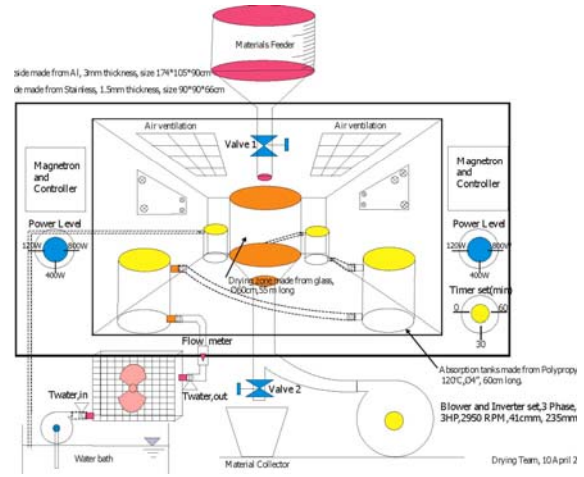 Materials Feeder
side made from Al, 3mm thickness, size 174*105*90cm
de made from Stainless, 1.5mm thickness, size 90*90*66cm
Air ventilation
Air ventilation
Valve 1
Magnetron
and
Controller
Magnetron
and
Controller
Power Level
120W 800W
400W
Power Level
120W 800W
400W
Drying zone made from glass,
long
Timer set(min)
0 60
30
Flow meter
Absorption tanks made from Polypropy
120°C, 60cm long.
Twater,in
Twater,out
Valve 2
Blower and Inverter set,3 Phase,
3HP,2950 RPM,41cmm, 235mm
Water bath
Material Collector
Drying Team, 10 April 2